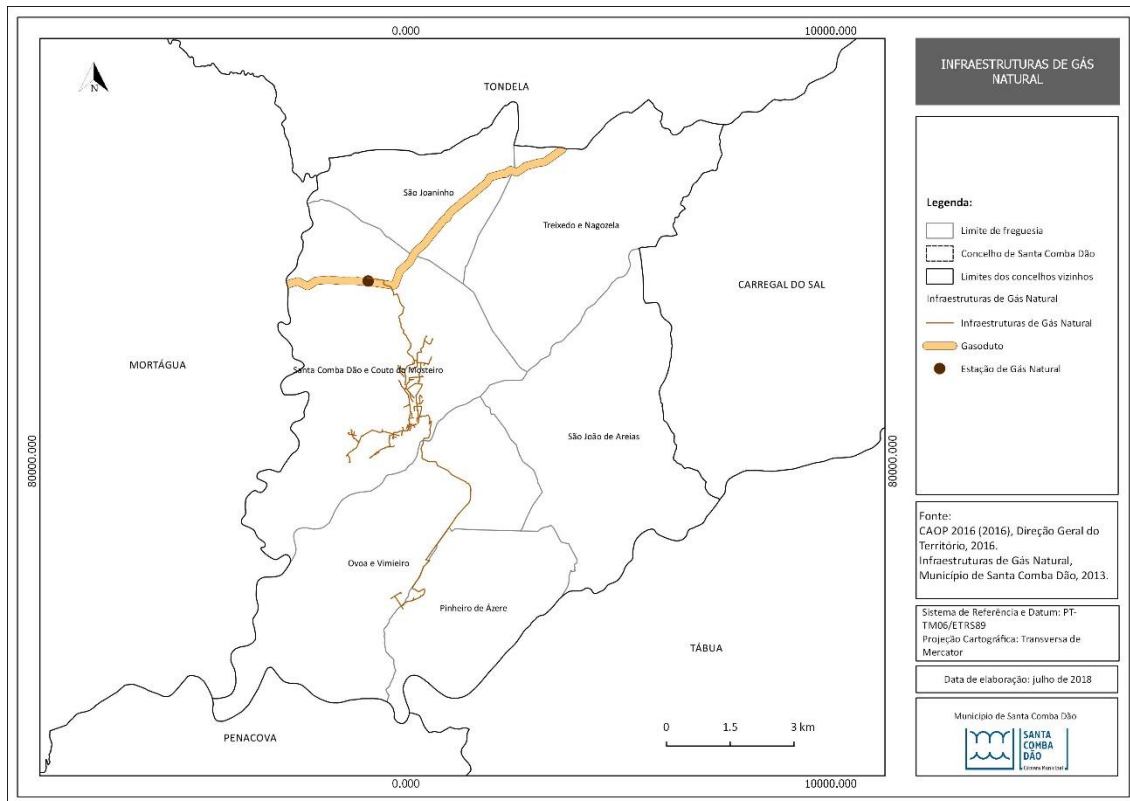 0.000
10000.000
N
TONDELA
São Joaninho
Treixedo e Nagozela
CARREGAL DO SAL
MORTÁGUA
Santa Comba Dão e Couto do Mosteiro
São João de Areias
80000.000
80000.000
Ovoa e Vimieiro
Pinheiro de Ázere
TÁBUA
PENACOVA
0 1.5 3 km
0.000
10000.000
INFRAESTRUTURAS DE GÁS
NATURAL
Legenda:
Limite de freguesia
Concelho de Santa Comba Dão
Limites dos concelhos vizinhos
Infraestruturas de Gás Natural
Infraestruturas de Gás Natural
Gasoduto
Estação de Gás Natural
Fonte:
CAOP 2016 (2016), Direção Geral do
Território, 2016.
Infraestruturas de Gás Natural,
Município de Santa Comba Dão, 2013.
Sistema de Referência e Datum: PT-
TM06/ETRS89
Projeção Cartográfica: Transversa de
Mercator
Data de elaboração: julho de 2018
Município de Santa Comba Dão
SANTA
COMBA
DÃO
Câmara Municipal